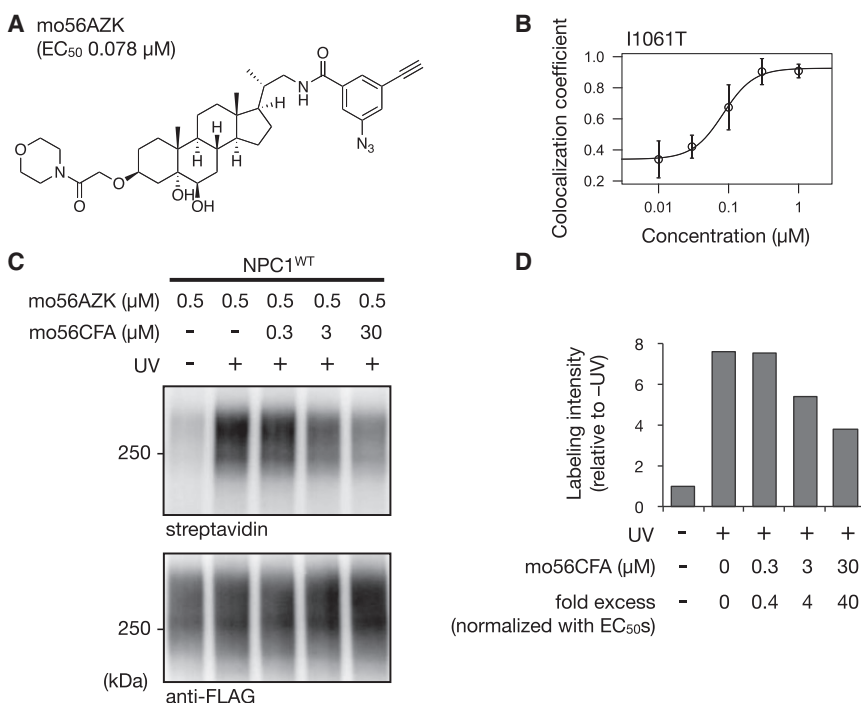 A mo56AZK
(EC50 0.078 µM)
O
N
O
O
OH
OH
N
H
O
N3
H
H
H
H
B
I1061T
Colocalization coefficient
1.0
0.8
0.6
0.4
0.2
0.01 0.1 1
Concentration (µM)
C
NPC1WT
mo56AZK (µM) 0.5 0.5 0.5 0.5 0.5
mo56CFA (µM) - - 0.3 3 30
UV - + + + +
250
streptavidin
250
(kDa)
anti-FLAG
D
Labeling intensity
(relative to –UV)
8
6
4
2
0
UV - + + + +
mo56CFA (µM) - 0 0.3 3 30
fold excess - 0 0.4 4 40
(normalized with EC50s)